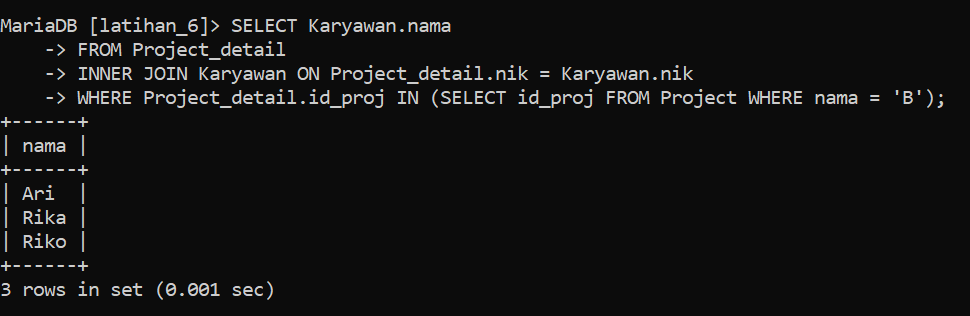 MariaDB [latihan_6]> SELECT Karyawan.nama
    -> FROM Project_detail
    -> INNER JOIN Karyawan ON Project_detail.nik = Karyawan.nik
    -> WHERE Project_detail.id_proj IN (SELECT id_proj FROM Project WHERE nama = 'B');
+------+
| nama |
+------+
| Ari  |
| Rika |
| Riko |
+------+
3 rows in set (0.001 sec)